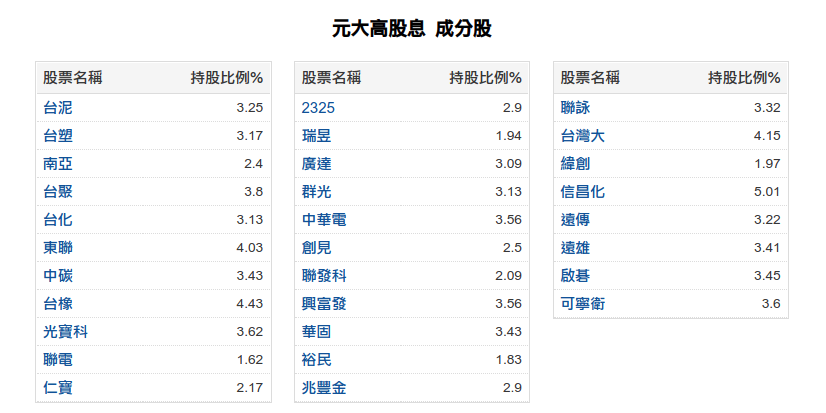 元大高股息 成分股
股票名稱 持股比例%
台泥 3.25
台塑 3.17
南亞 2.4
台聚 3.8
台化 3.13
東聯 4.03
中碳 3.43
台橡 4.43
光寶科 3.62
聯電 1.62
仁寶 2.17
股票名稱 持股比例%
2325 2.9
瑞昱 1.94
廣達 3.09
群光 3.13
中華電 3.56
創見 2.5
聯發科 2.09
興富發 3.56
華固 3.43
裕民 1.83
兆豐金 2.9
股票名稱 持股比例%
聯詠 3.32
台灣大 4.15
緯創 1.97
信昌化 5.01
遠傳 3.22
遠雄 3.41
啟碁 3.45
可寧衛 3.6